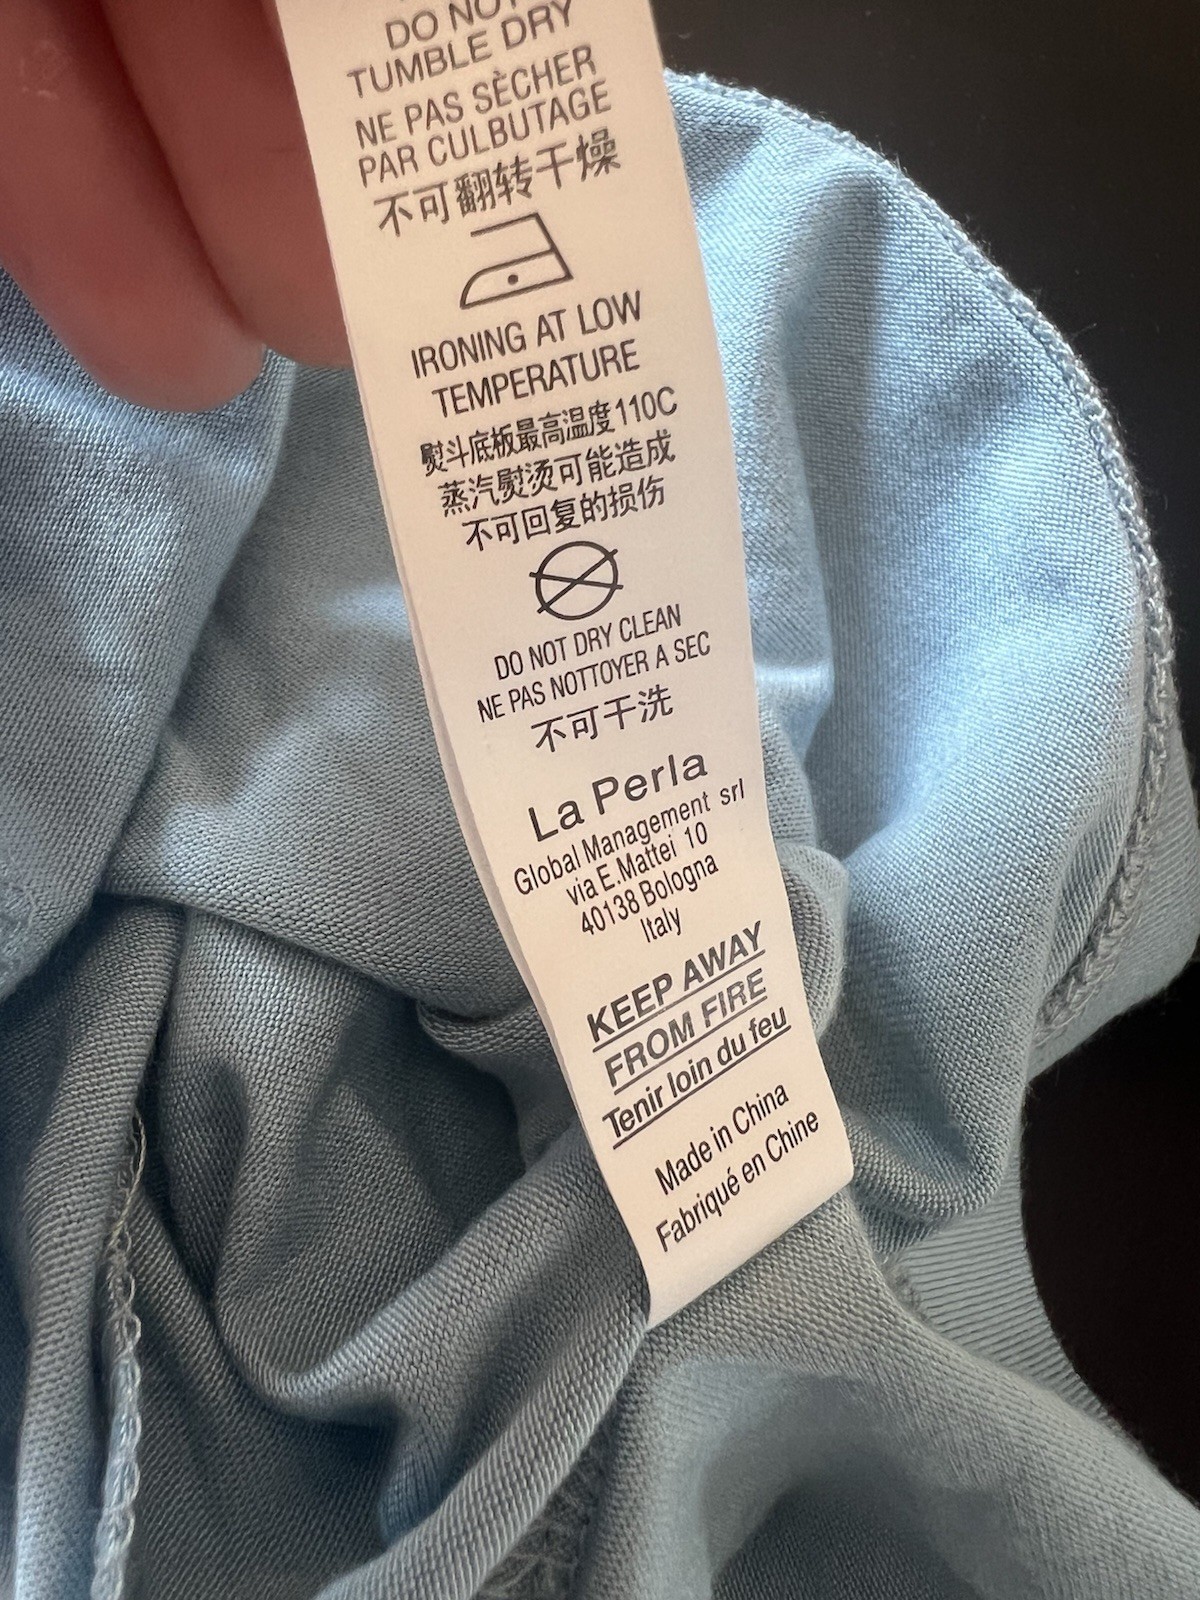 DO NOT
TUMBLE DRY
NE PAS SÈCHER
PAR CULBUTAGE
不可翻转干燥
IRONING AT LOW
TEMPERATURE
熨斗底板最高温度110C
蒸汽熨烫可能造成
不可回复的损伤
DO NOT DRY CLEAN
NE PAS NOTTOYER A SEC
不可干洗
La Perla
Global Management srl
via E.Mattei 10
40138 Bologna
Italy
KEEP AWAY
FROM FIRE
Tenir loin du feu
Made in China
Fabriqué en Chine